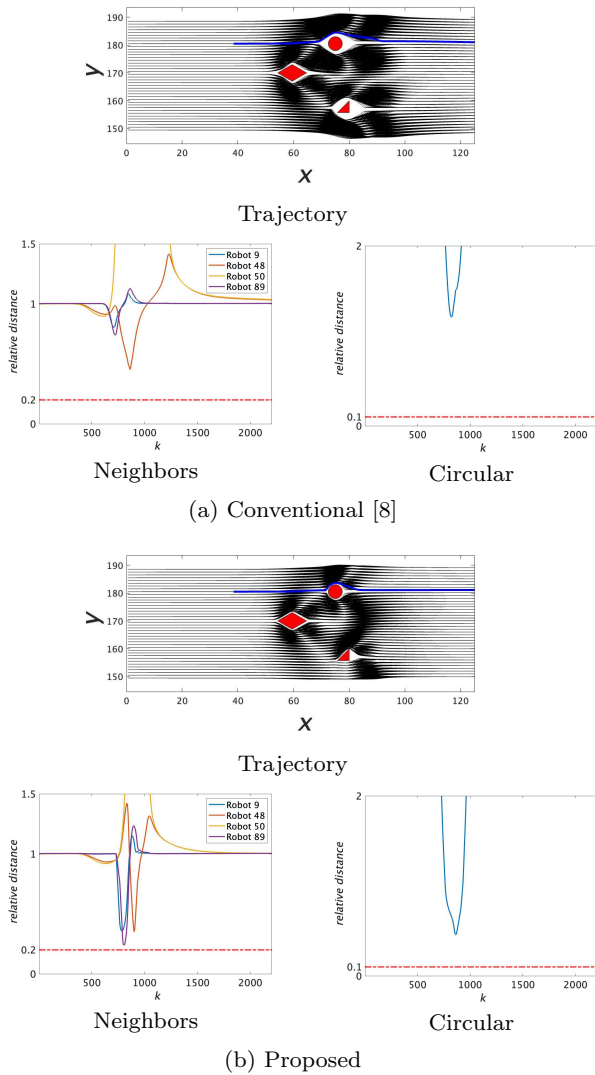 190
180
170
160
150
y
0 20 40 60 80 100 120
x
Trajectory
1.5
1
0.2
0
relative distance
Robot 9
Robot 48
Robot 50
Robot 89
500 1000 1500 2000
k
Neighbors
2
1
0.1
0
relative distance
500 1000 1500 2000
k
Circular
(a) Conventional [8]
190
180
170
160
150
y
0 20 40 60 80 100 120
x
Trajectory
1.5
1
0.2
0
relative distance
Robot 9
Robot 48
Robot 50
Robot 89
500 1000 1500 2000
k
Neighbors
2
1
0.1
0
relative distance
500 1000 1500 2000
k
Circular
(b) Proposed